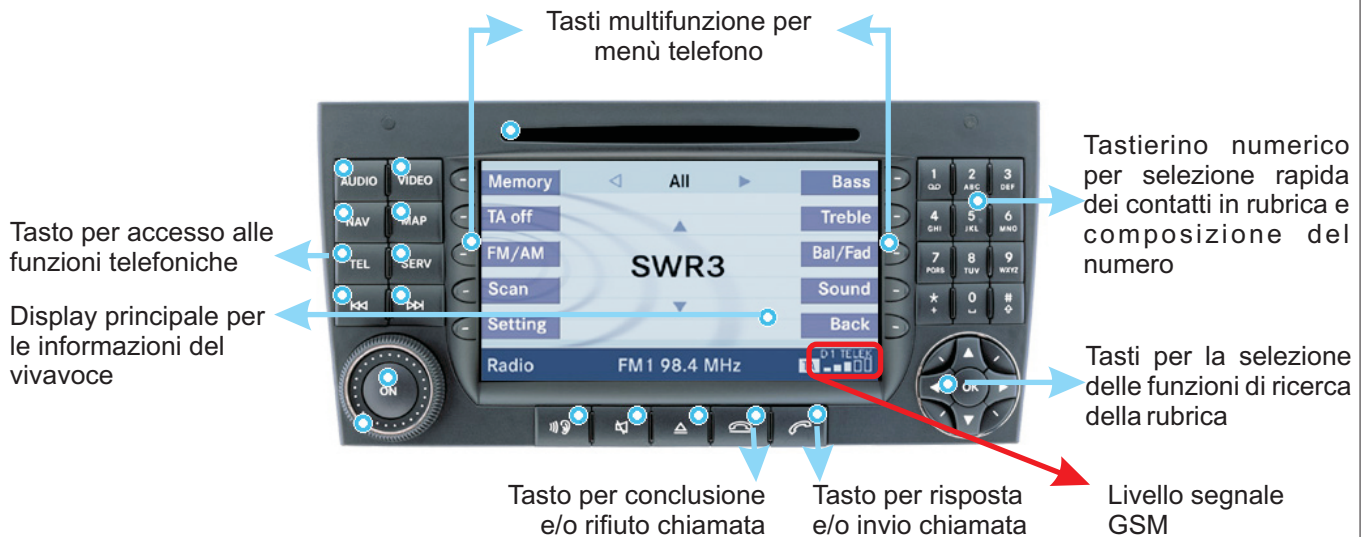 Tasti multifunzione per
menù telefono
Tastierino numerico
per selezione rapida
dei contatti in rubrica e
composizione del
numero
Tasto per accesso alle
funzioni telefoniche
Display principale per
le informazioni del
vivavoce
Tasti per la selezione
delle funzioni di ricerca
della rubrica
Tasto per conclusione
e/o rifiuto chiamata
Tasto per risposta
e/o invio chiamata
Livello segnale
GSM
AUDIO VIDEO
NAV MAP
TEL SERV
ON
Memory All Bass
TA off Treble
FM/AM Bal/Fad
SWR3
Scan Sound
Setting Back
Radio FM1 98.4 MHz TA D1 TELEK
1 2 ABC 3 DEF
4 GHI 5 JKL 6 MNO
7 PQRS 8 TUV 9 WXYZ
* + 0 #
OK